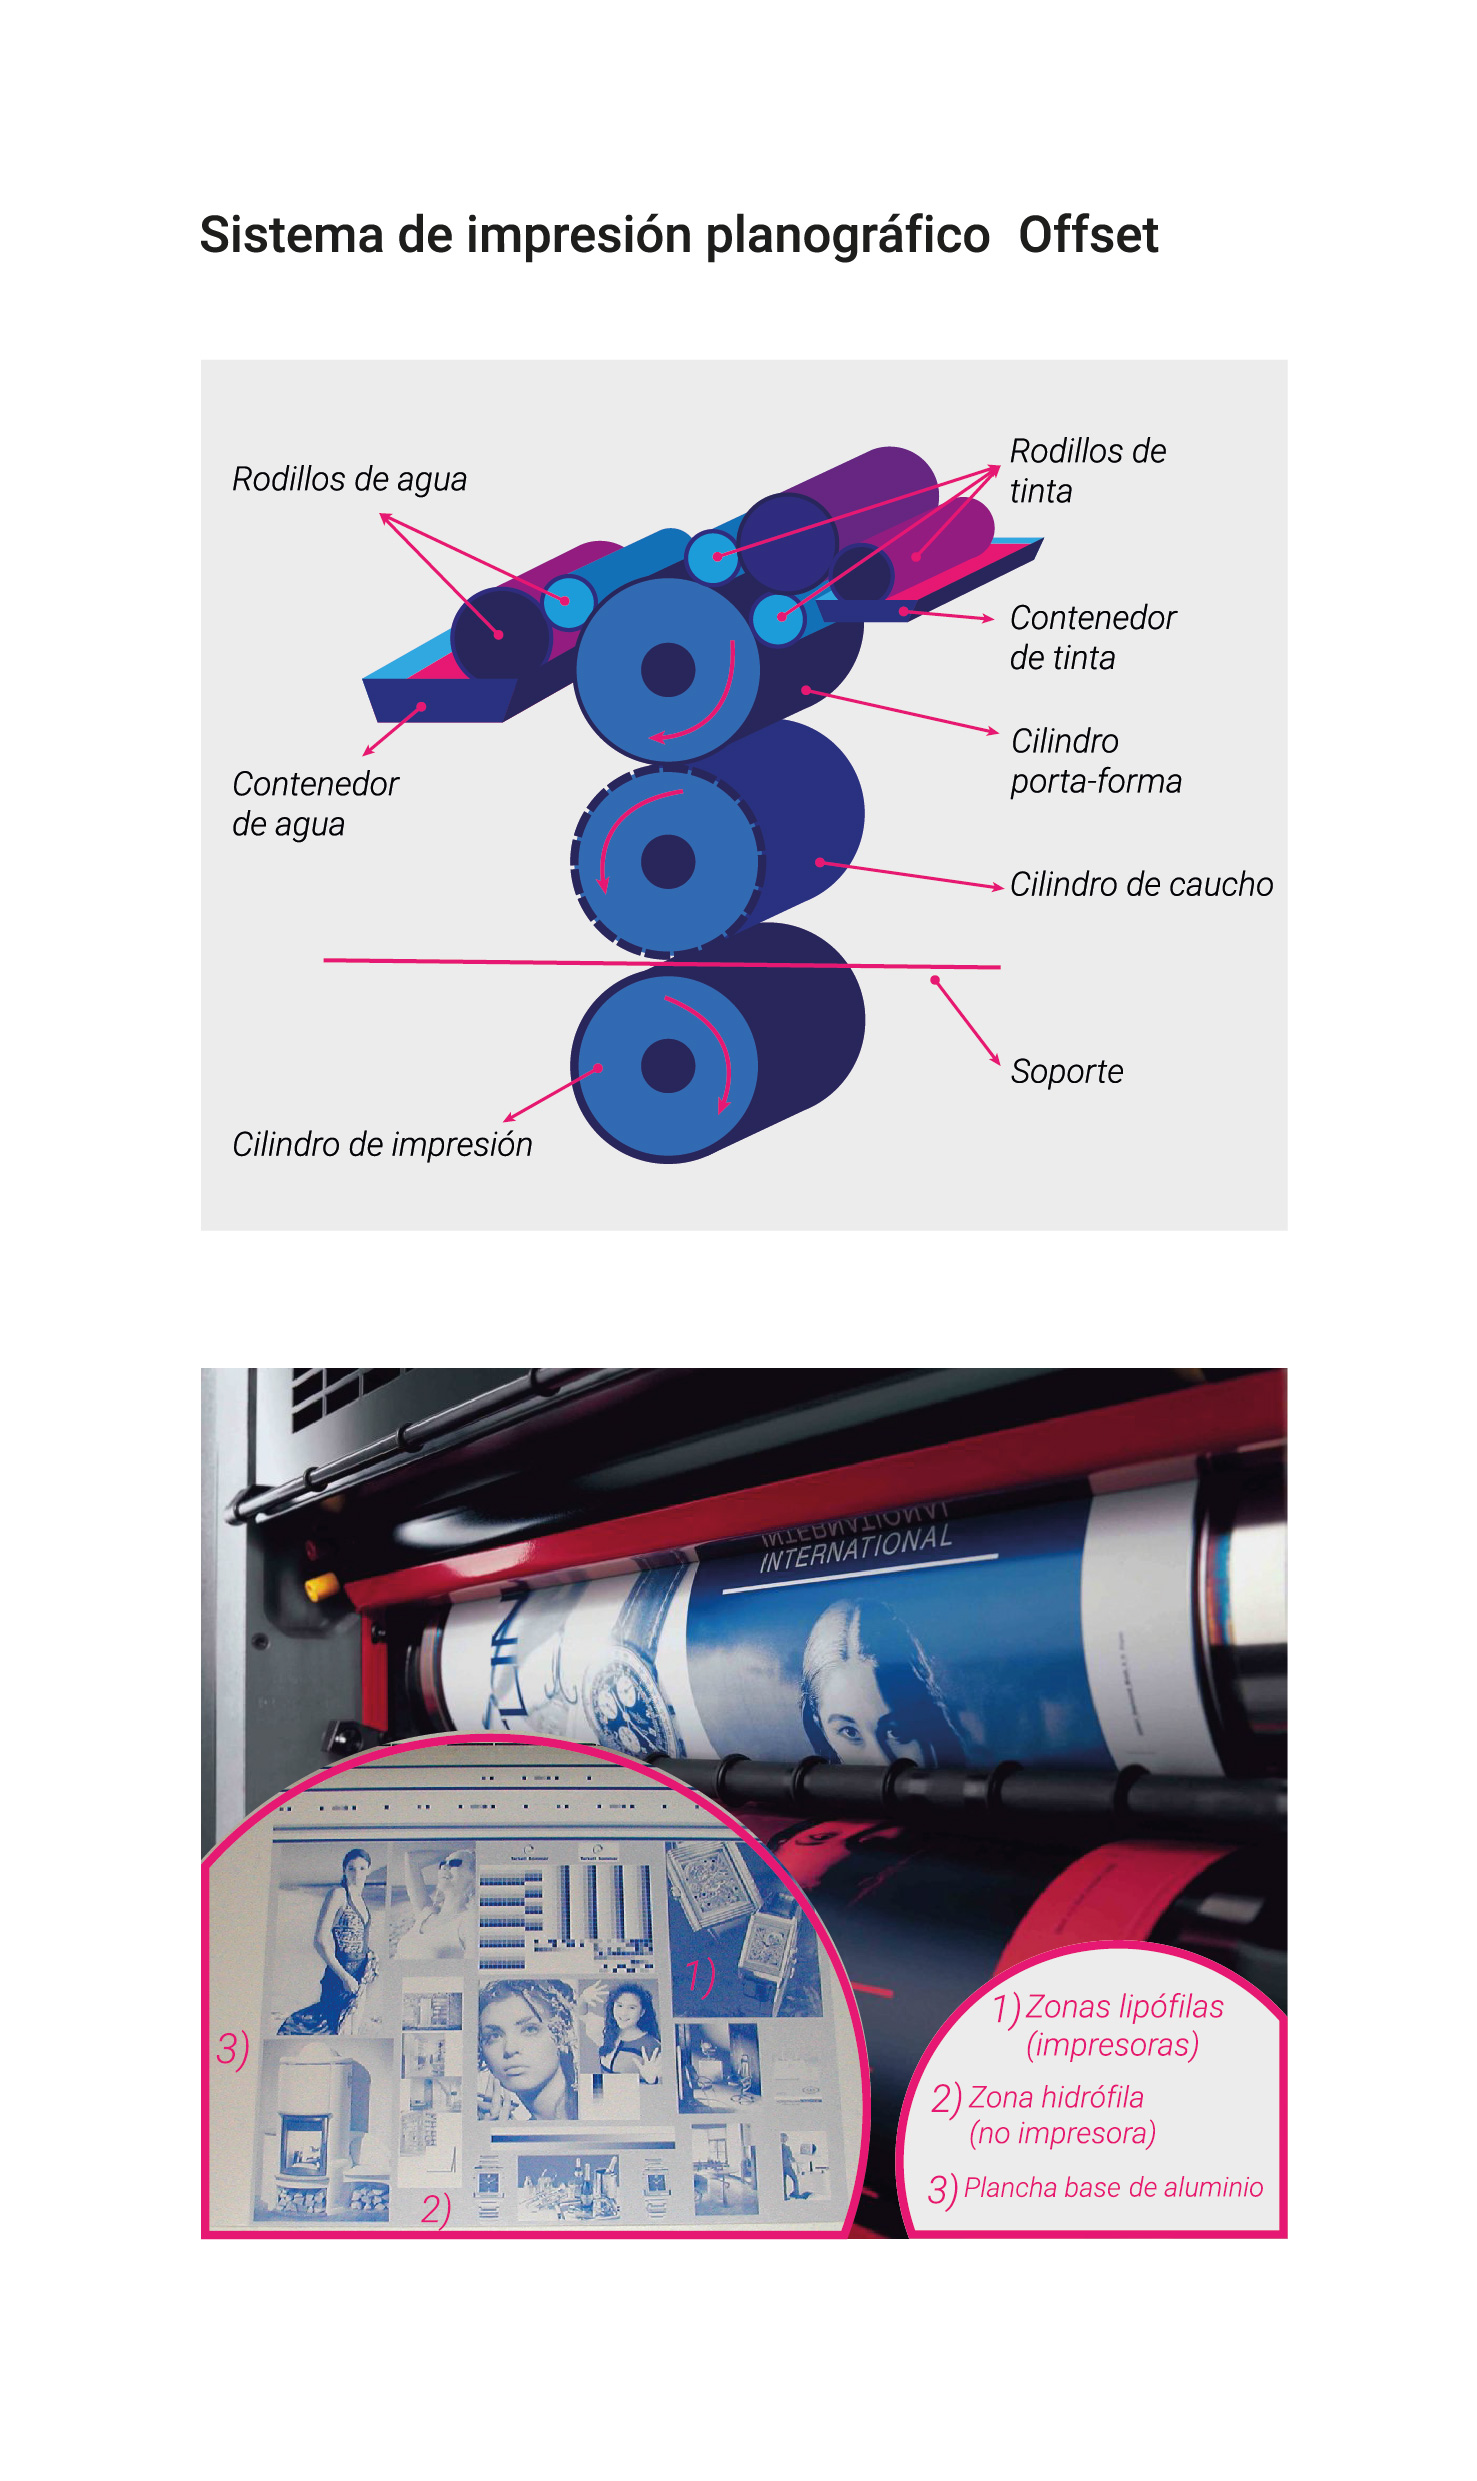 Sistema de impresión planográfico Offset
Rodillos de agua
Rodillos de
tinta
Contenedor
de tinta
Cilindro
porta-forma
Contenedor
de agua
Cilindro de caucho
Soporte
Cilindro de impresión
INTERNATIONAL
INTERNATIONAL
1)
3)
2)
1) Zonas lipófilas
(impresoras)
2) Zona hidrófila
(no impresora)
3) Plancha base de aluminio